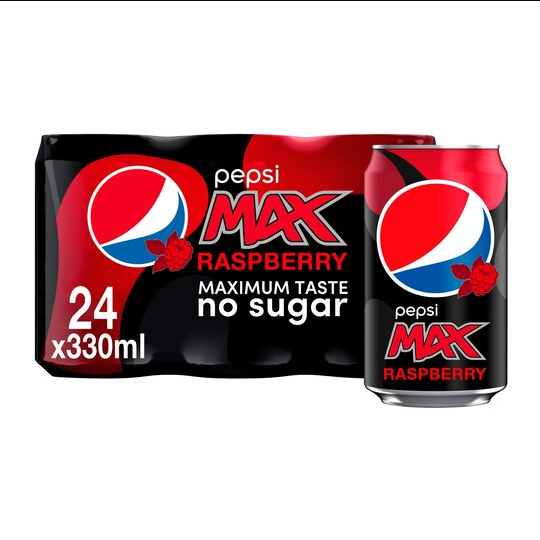 pepsi
MAX
RASPBERRY
MAXIMUM TASTE
no sugar
24
x330ml
pepsi
MAX
RASPBERRY